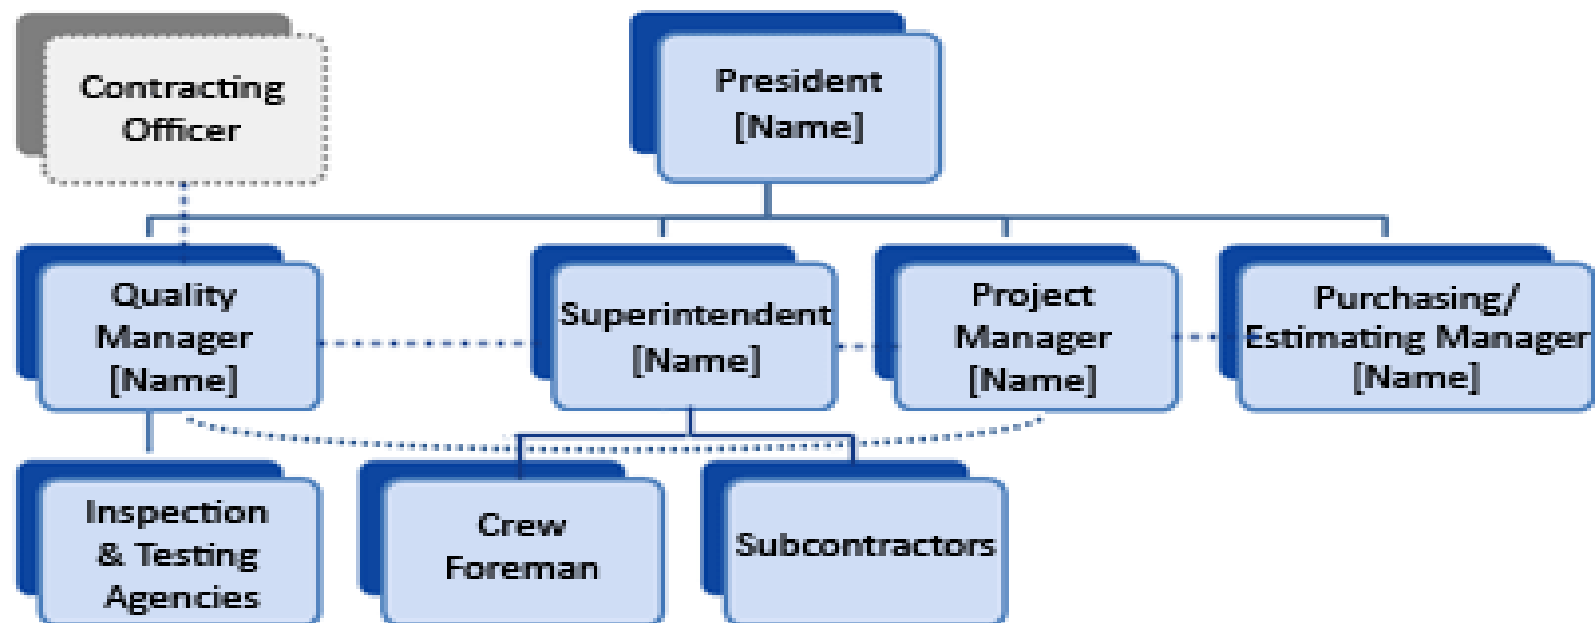 Contracting
Officer
President
[Name]
Quality
Manager
[Name]
Superintendent
[Name]
Project
Manager
[Name]
Purchasing/
Estimating Manager
[Name]
Inspection
& Testing
Agencies
Crew
Foreman
Subcontractors